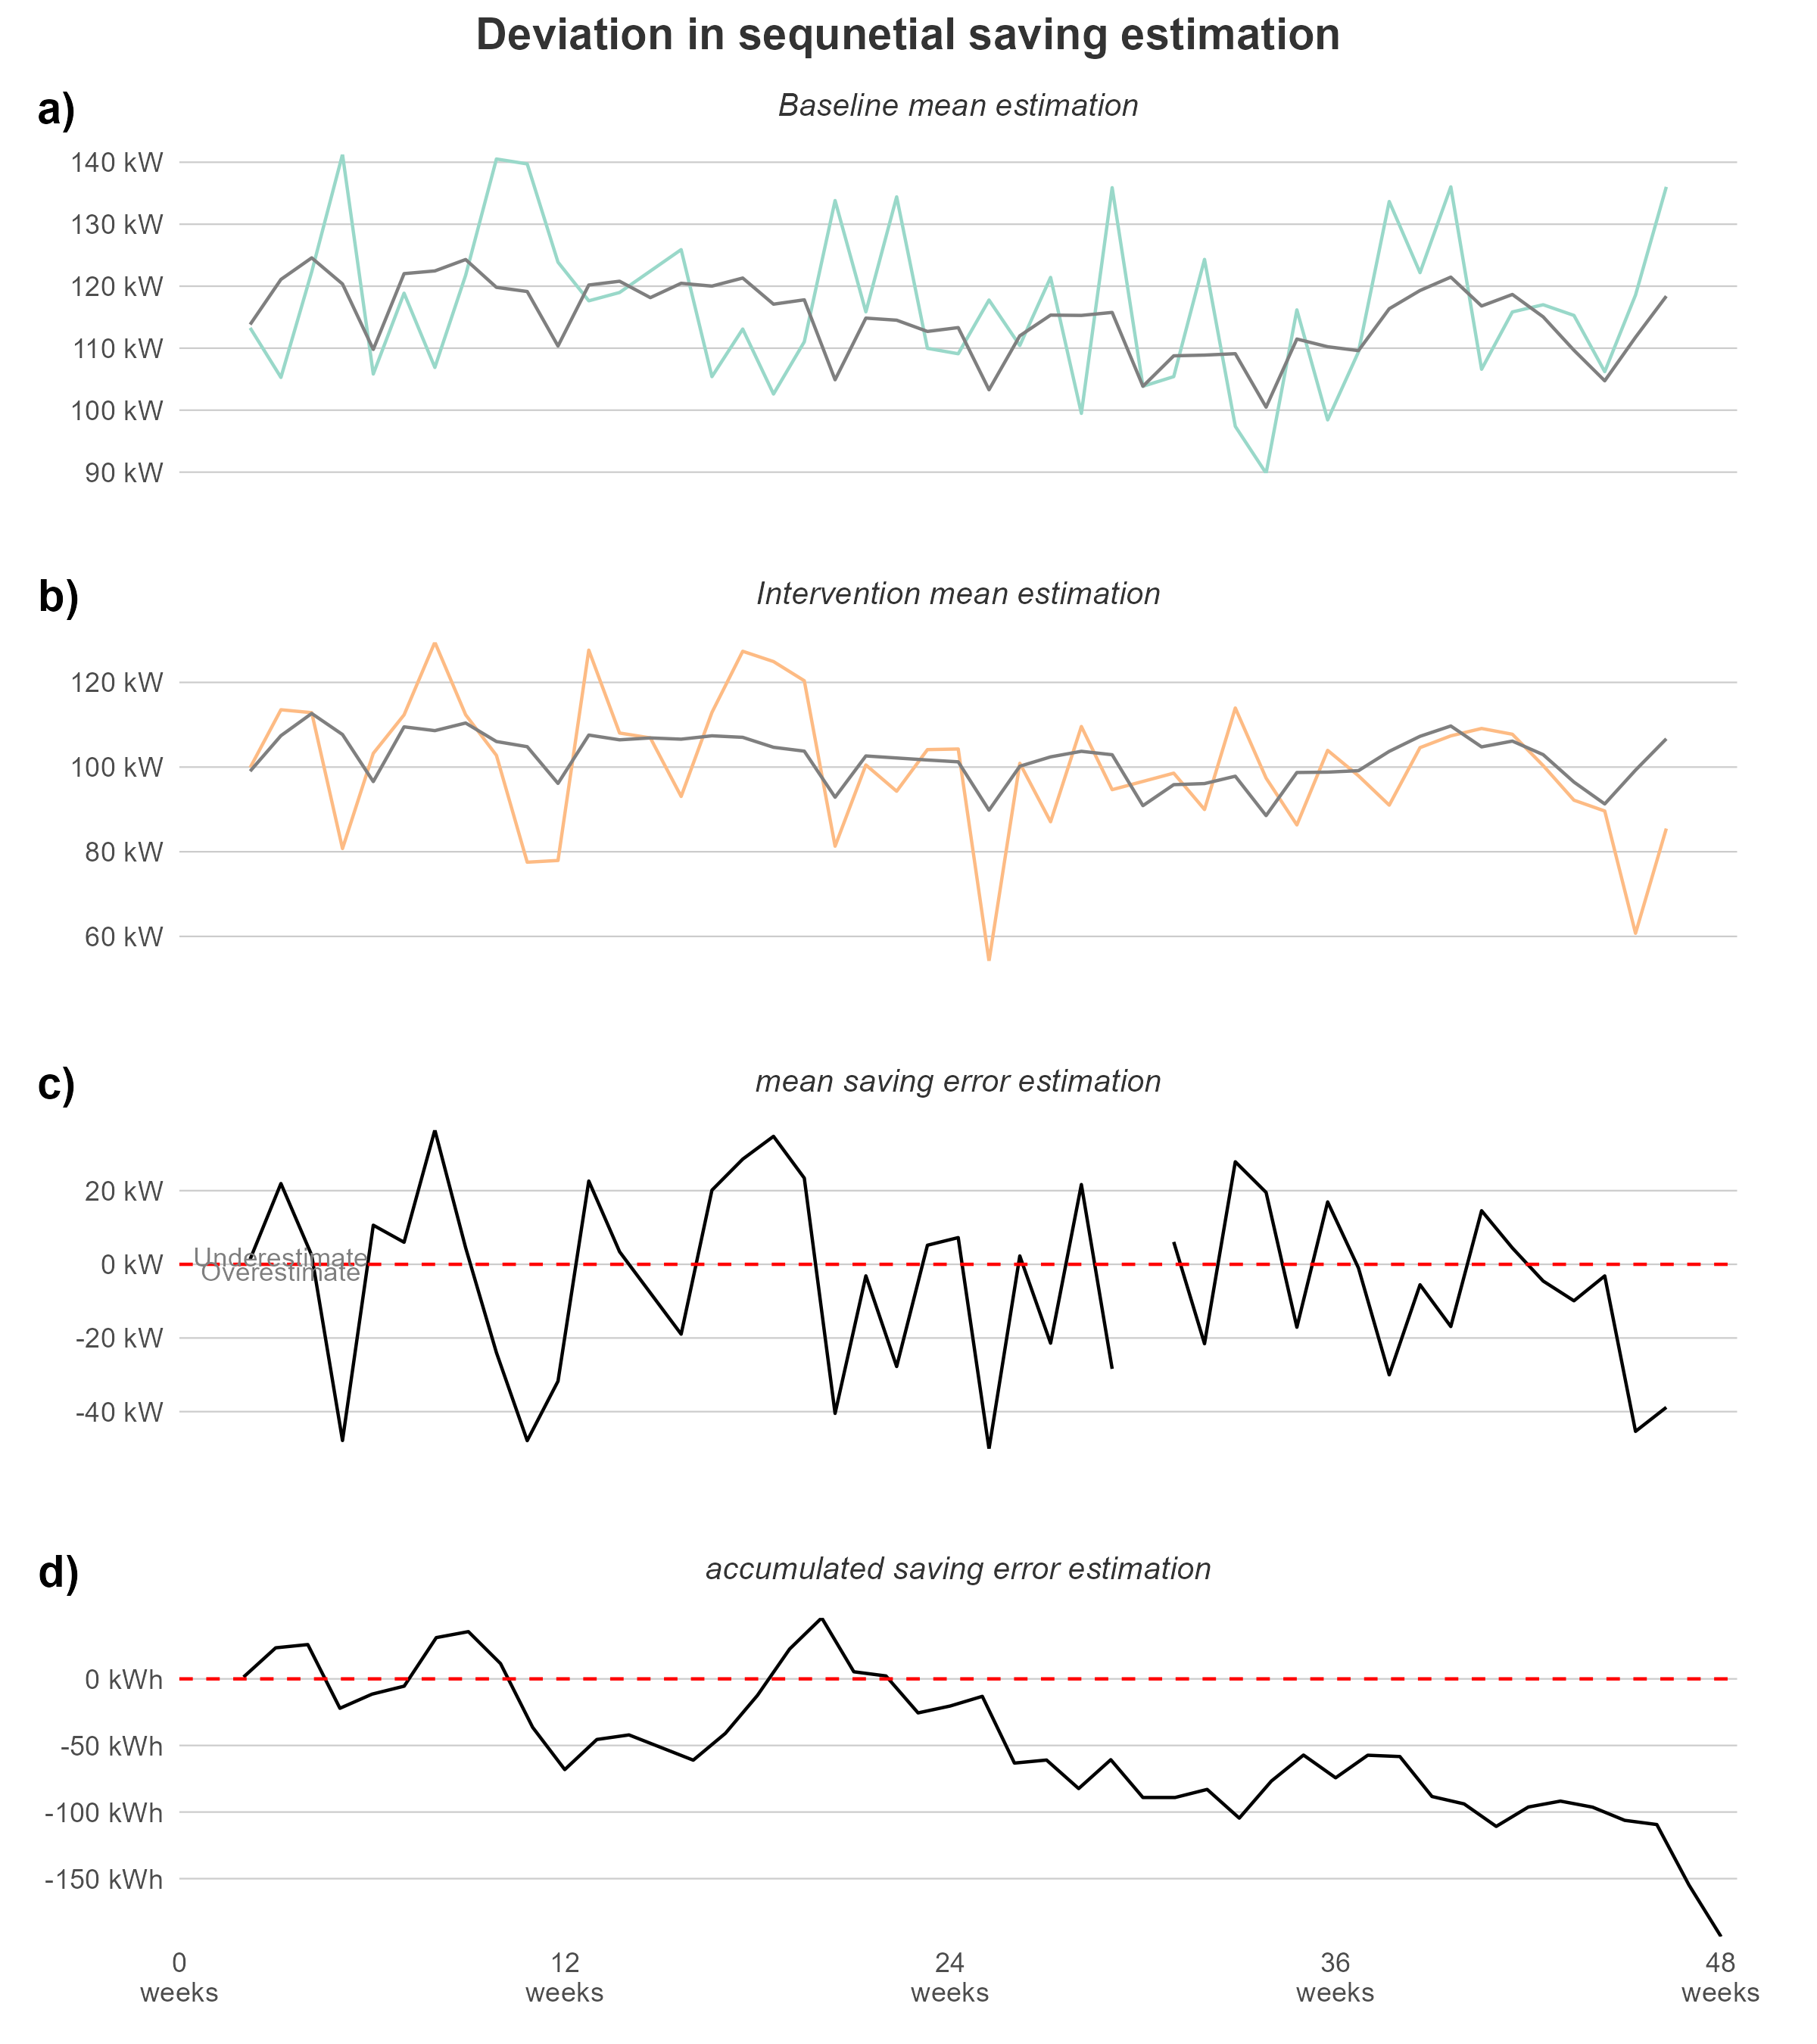 Deviation in sequnetial saving estimation
a)
Baseline mean estimation
140 kW
130 kW
120 kW
110 kW
100 kW
90 kW
b)
Intervention mean estimation
120 kW
100 kW
80 kW
60 kW
c)
mean saving error estimation
20 kW
Underestimate
0 kW
Overestimate
-20 kW
-40 kW
d)
accumulated saving error estimation
0 kWh
-50 kWh
-100 kWh
-150 kWh
0 12 24 36 48
weeks weeks weeks weeks weeks